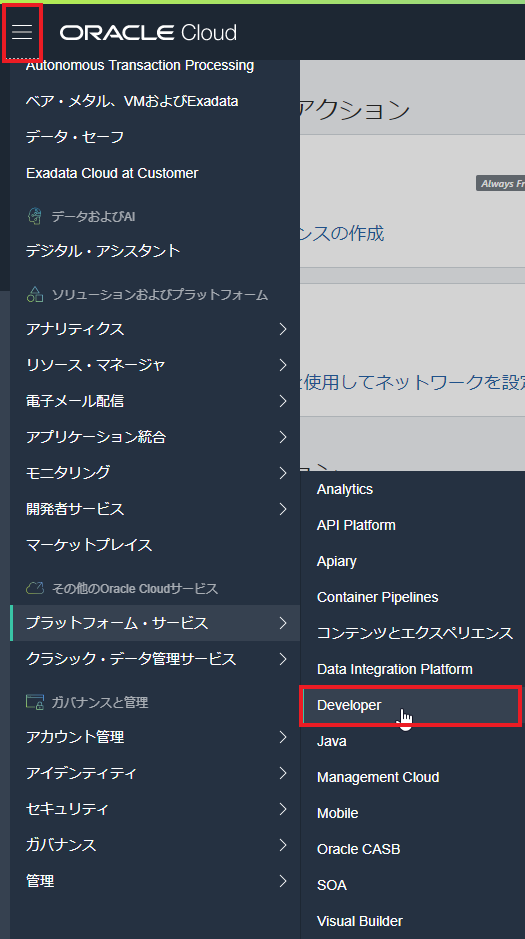 ORACLE Cloud
Autonomous Transaction Processing
ベア・メタル、VMおよびExadata
データ・セーフ
Exadata Cloud at Customer
データおよびAI
デジタル・アシスタント
ソリューションおよびプラットフォーム
アナリティクス
リソース・マネージャ
電子メール配信
アプリケーション統合
モニタリング
開発者サービス
マーケットプレイス
その他のOracle Cloudサービス
プラットフォーム・サービス
クラシック・データ管理サービス
ガバナンスと管理
アカウント管理
アイデンティティ
セキュリティ
ガバナンス
管理
アクション
Always Fr
ンスの作成
を使用してネットワークを設定
Analytics
API Platform
Apiary
Container Pipelines
コンテンツとエクスペリエンス
Data Integration Platform
Developer
Java
Management Cloud
Mobile
Oracle CASB
SOA
Visual Builder